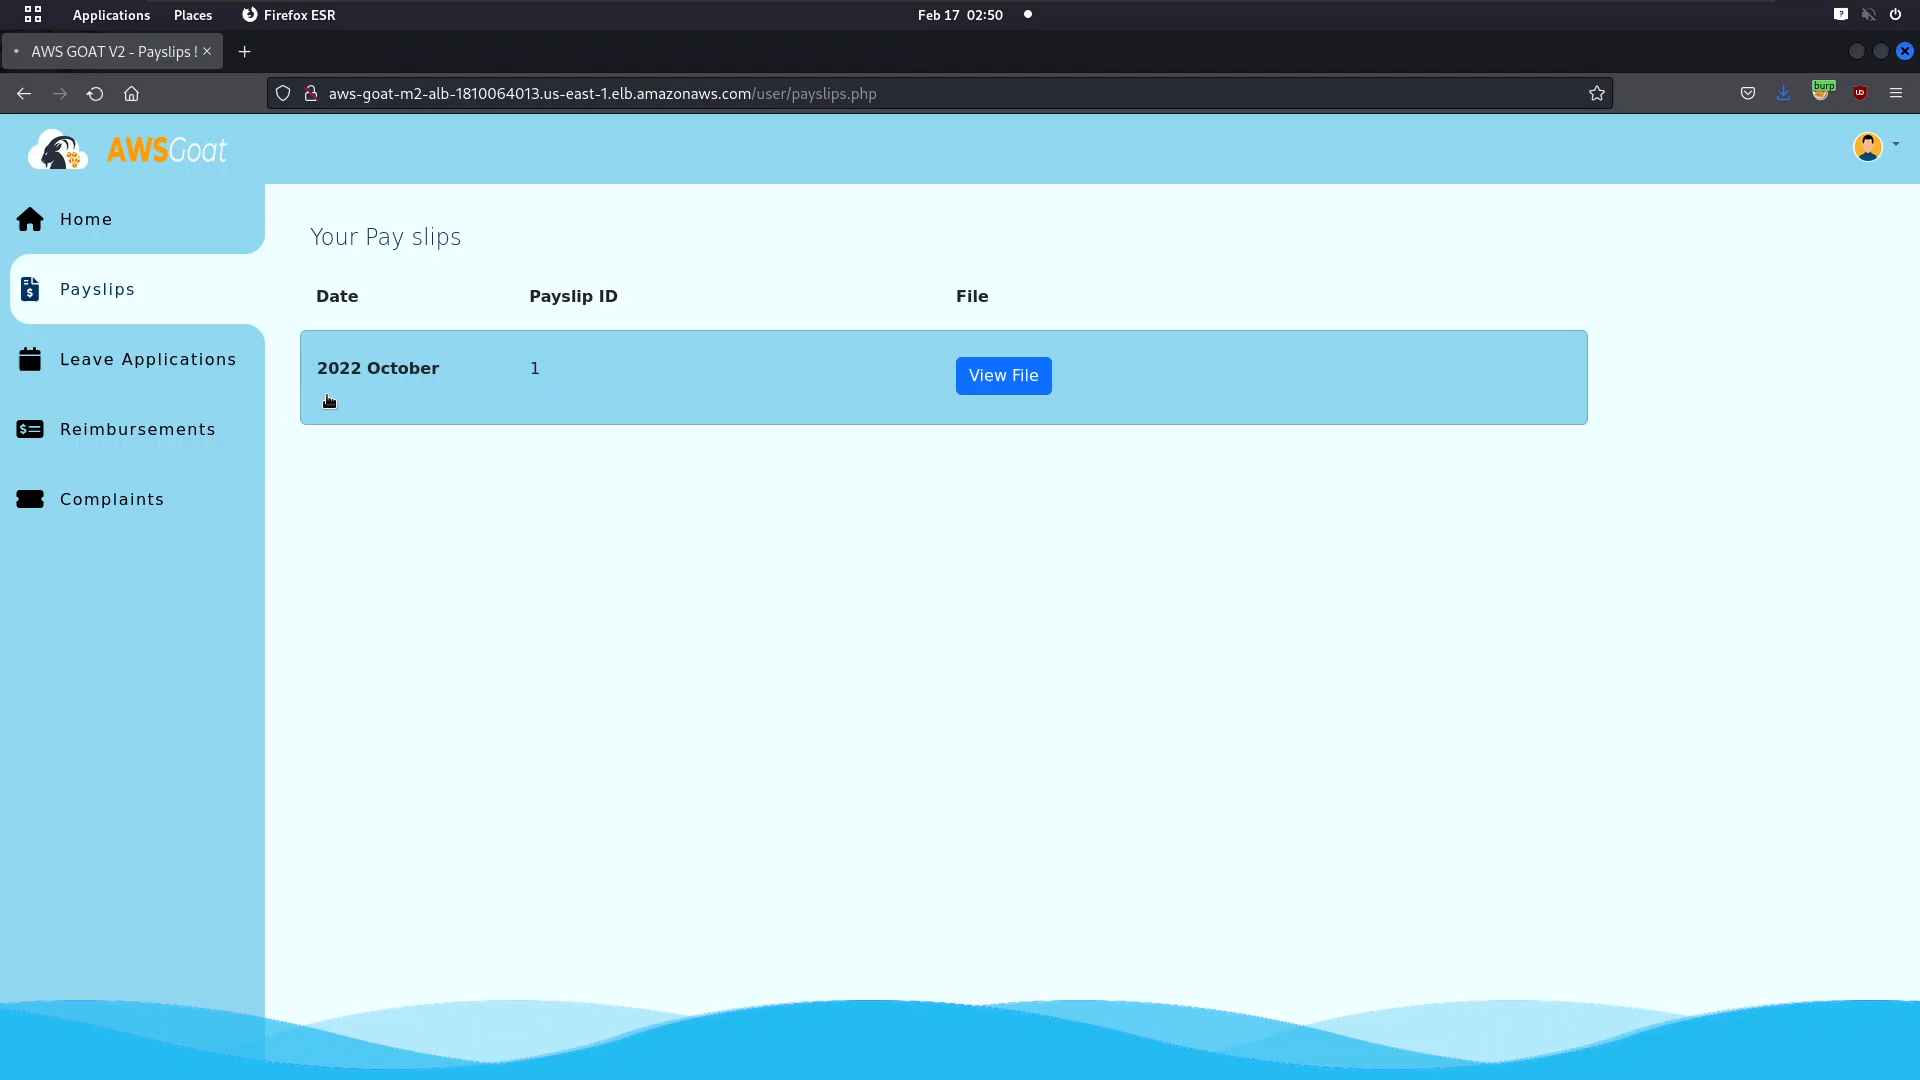 Applications Places Firefox ESR Feb 17 02:50
AWS GOAT V2 - Payslips !
aws-goat-m2-alb-1810064013.us-east-1.elb.amazonaws.com/user/payslips.php
burp
AWSGoat
Home
Payslips
Leave Applications
Reimbursements
Complaints
Your Pay slips
Date Payslip ID File
2022 October 1 View File